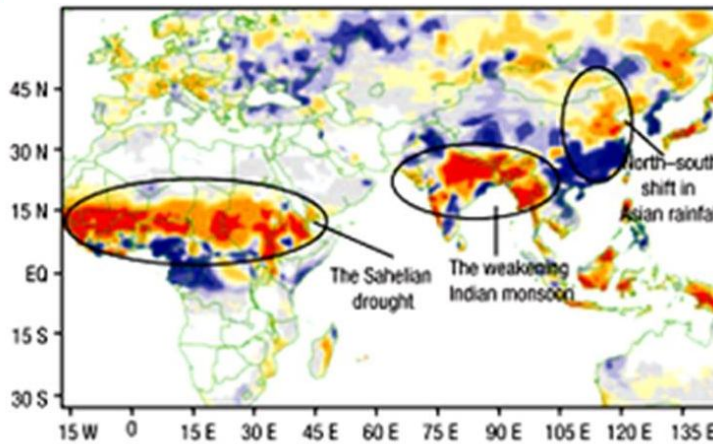 45 N
30 N
15 N
EQ
15 S
30 S
North–south
shift in
Asian rainfa
The Sahelian
drought
The weakening
Indian monsoon
15 W 0 15 E 30 E 45 E 60 E 75 E 90 E 105 E 120 E 135 E